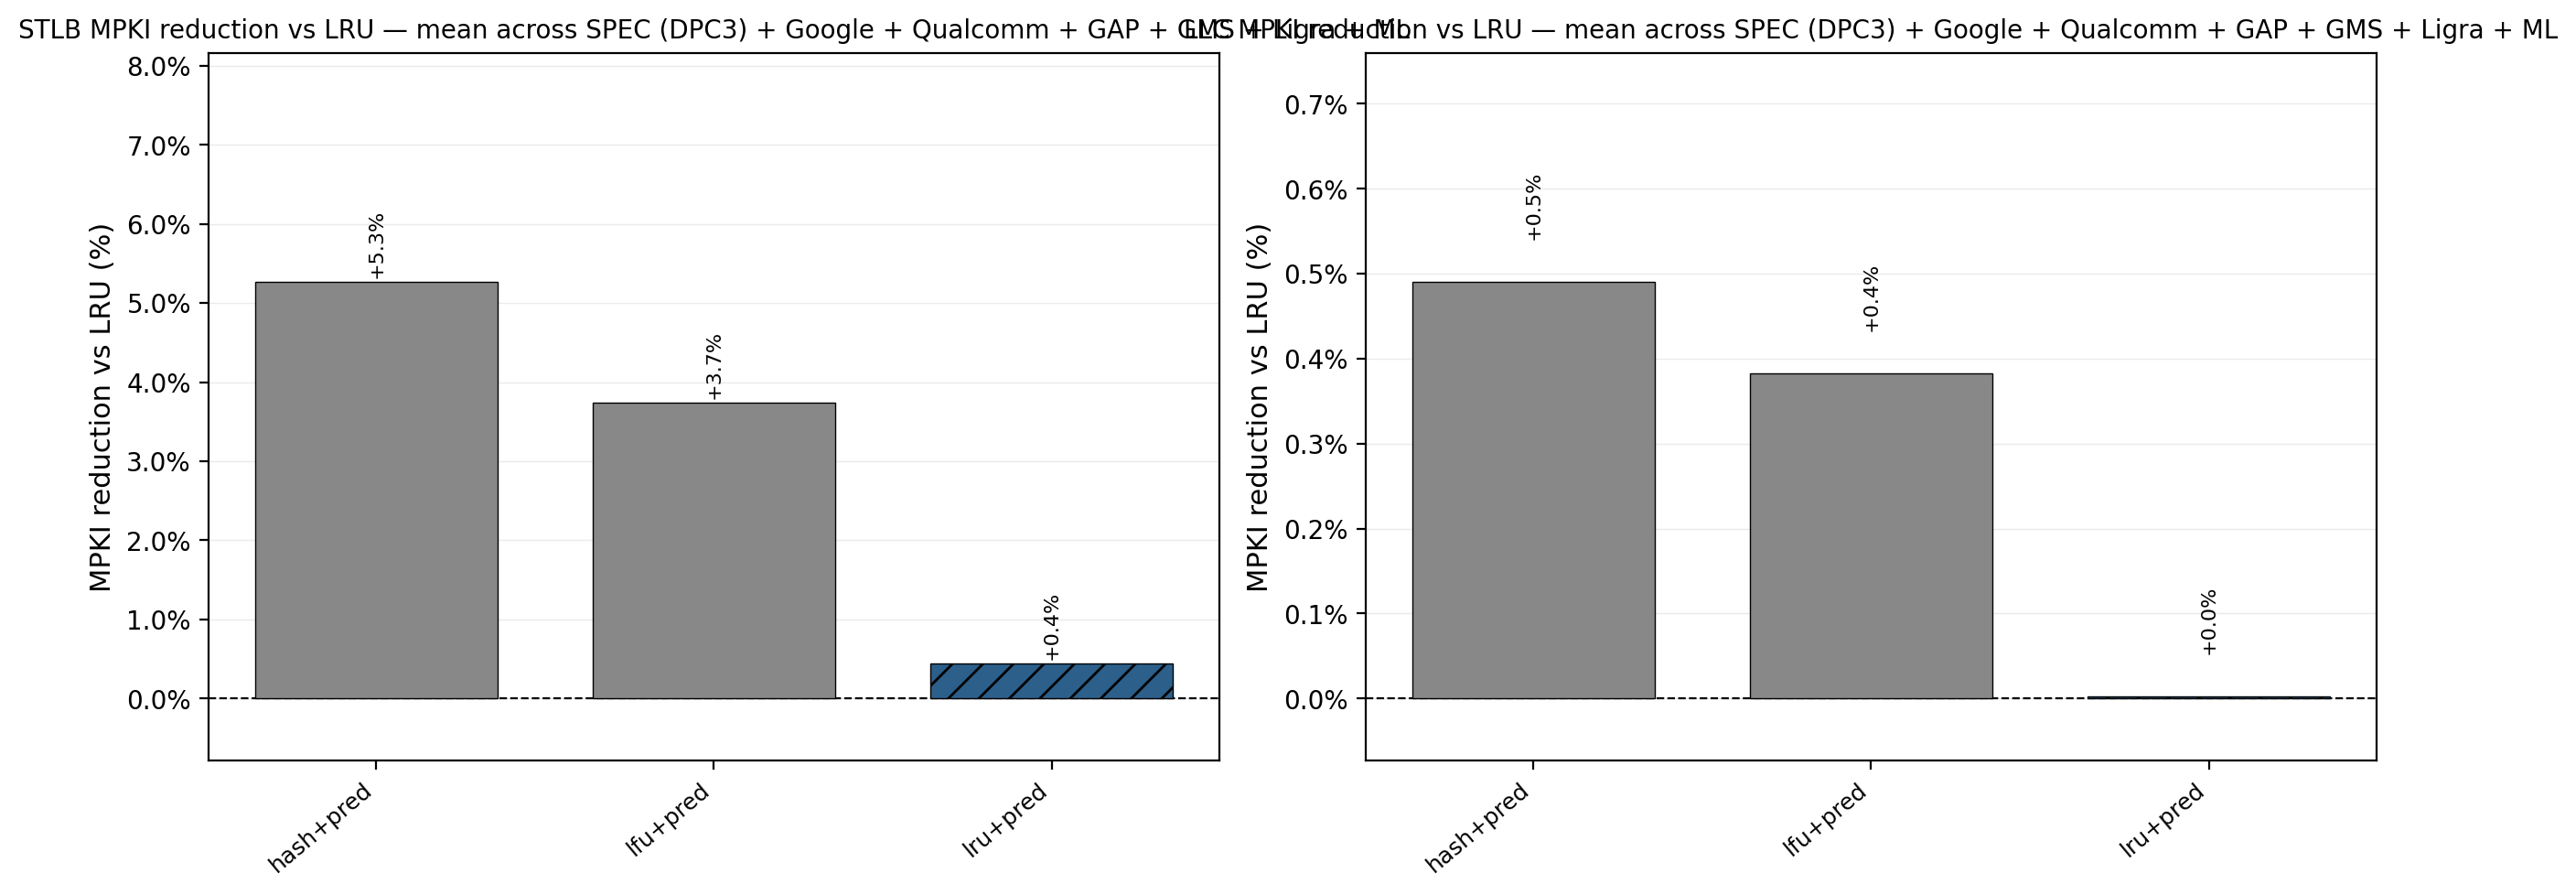 STLB MPKI reduction vs LRU — mean across SPEC (DPC3) + Google + Qualcomm + GAP + GMS + Ligra + ML
MPKI reduction vs LRU (%)
8.0%
7.0%
6.0%
5.0%
4.0%
3.0%
2.0%
1.0%
0.0%
+5.3%
+3.7%
+0.4%
hash+pred
lfu+pred
lru+pred
LLC MPKI reduction vs LRU — mean across SPEC (DPC3) + Google + Qualcomm + GAP + GMS + Ligra + ML
MPKI reduction vs LRU (%)
0.7%
0.6%
0.5%
0.4%
0.3%
0.2%
0.1%
0.0%
+0.5%
+0.4%
+0.0%
hash+pred
lfu+pred
lru+pred